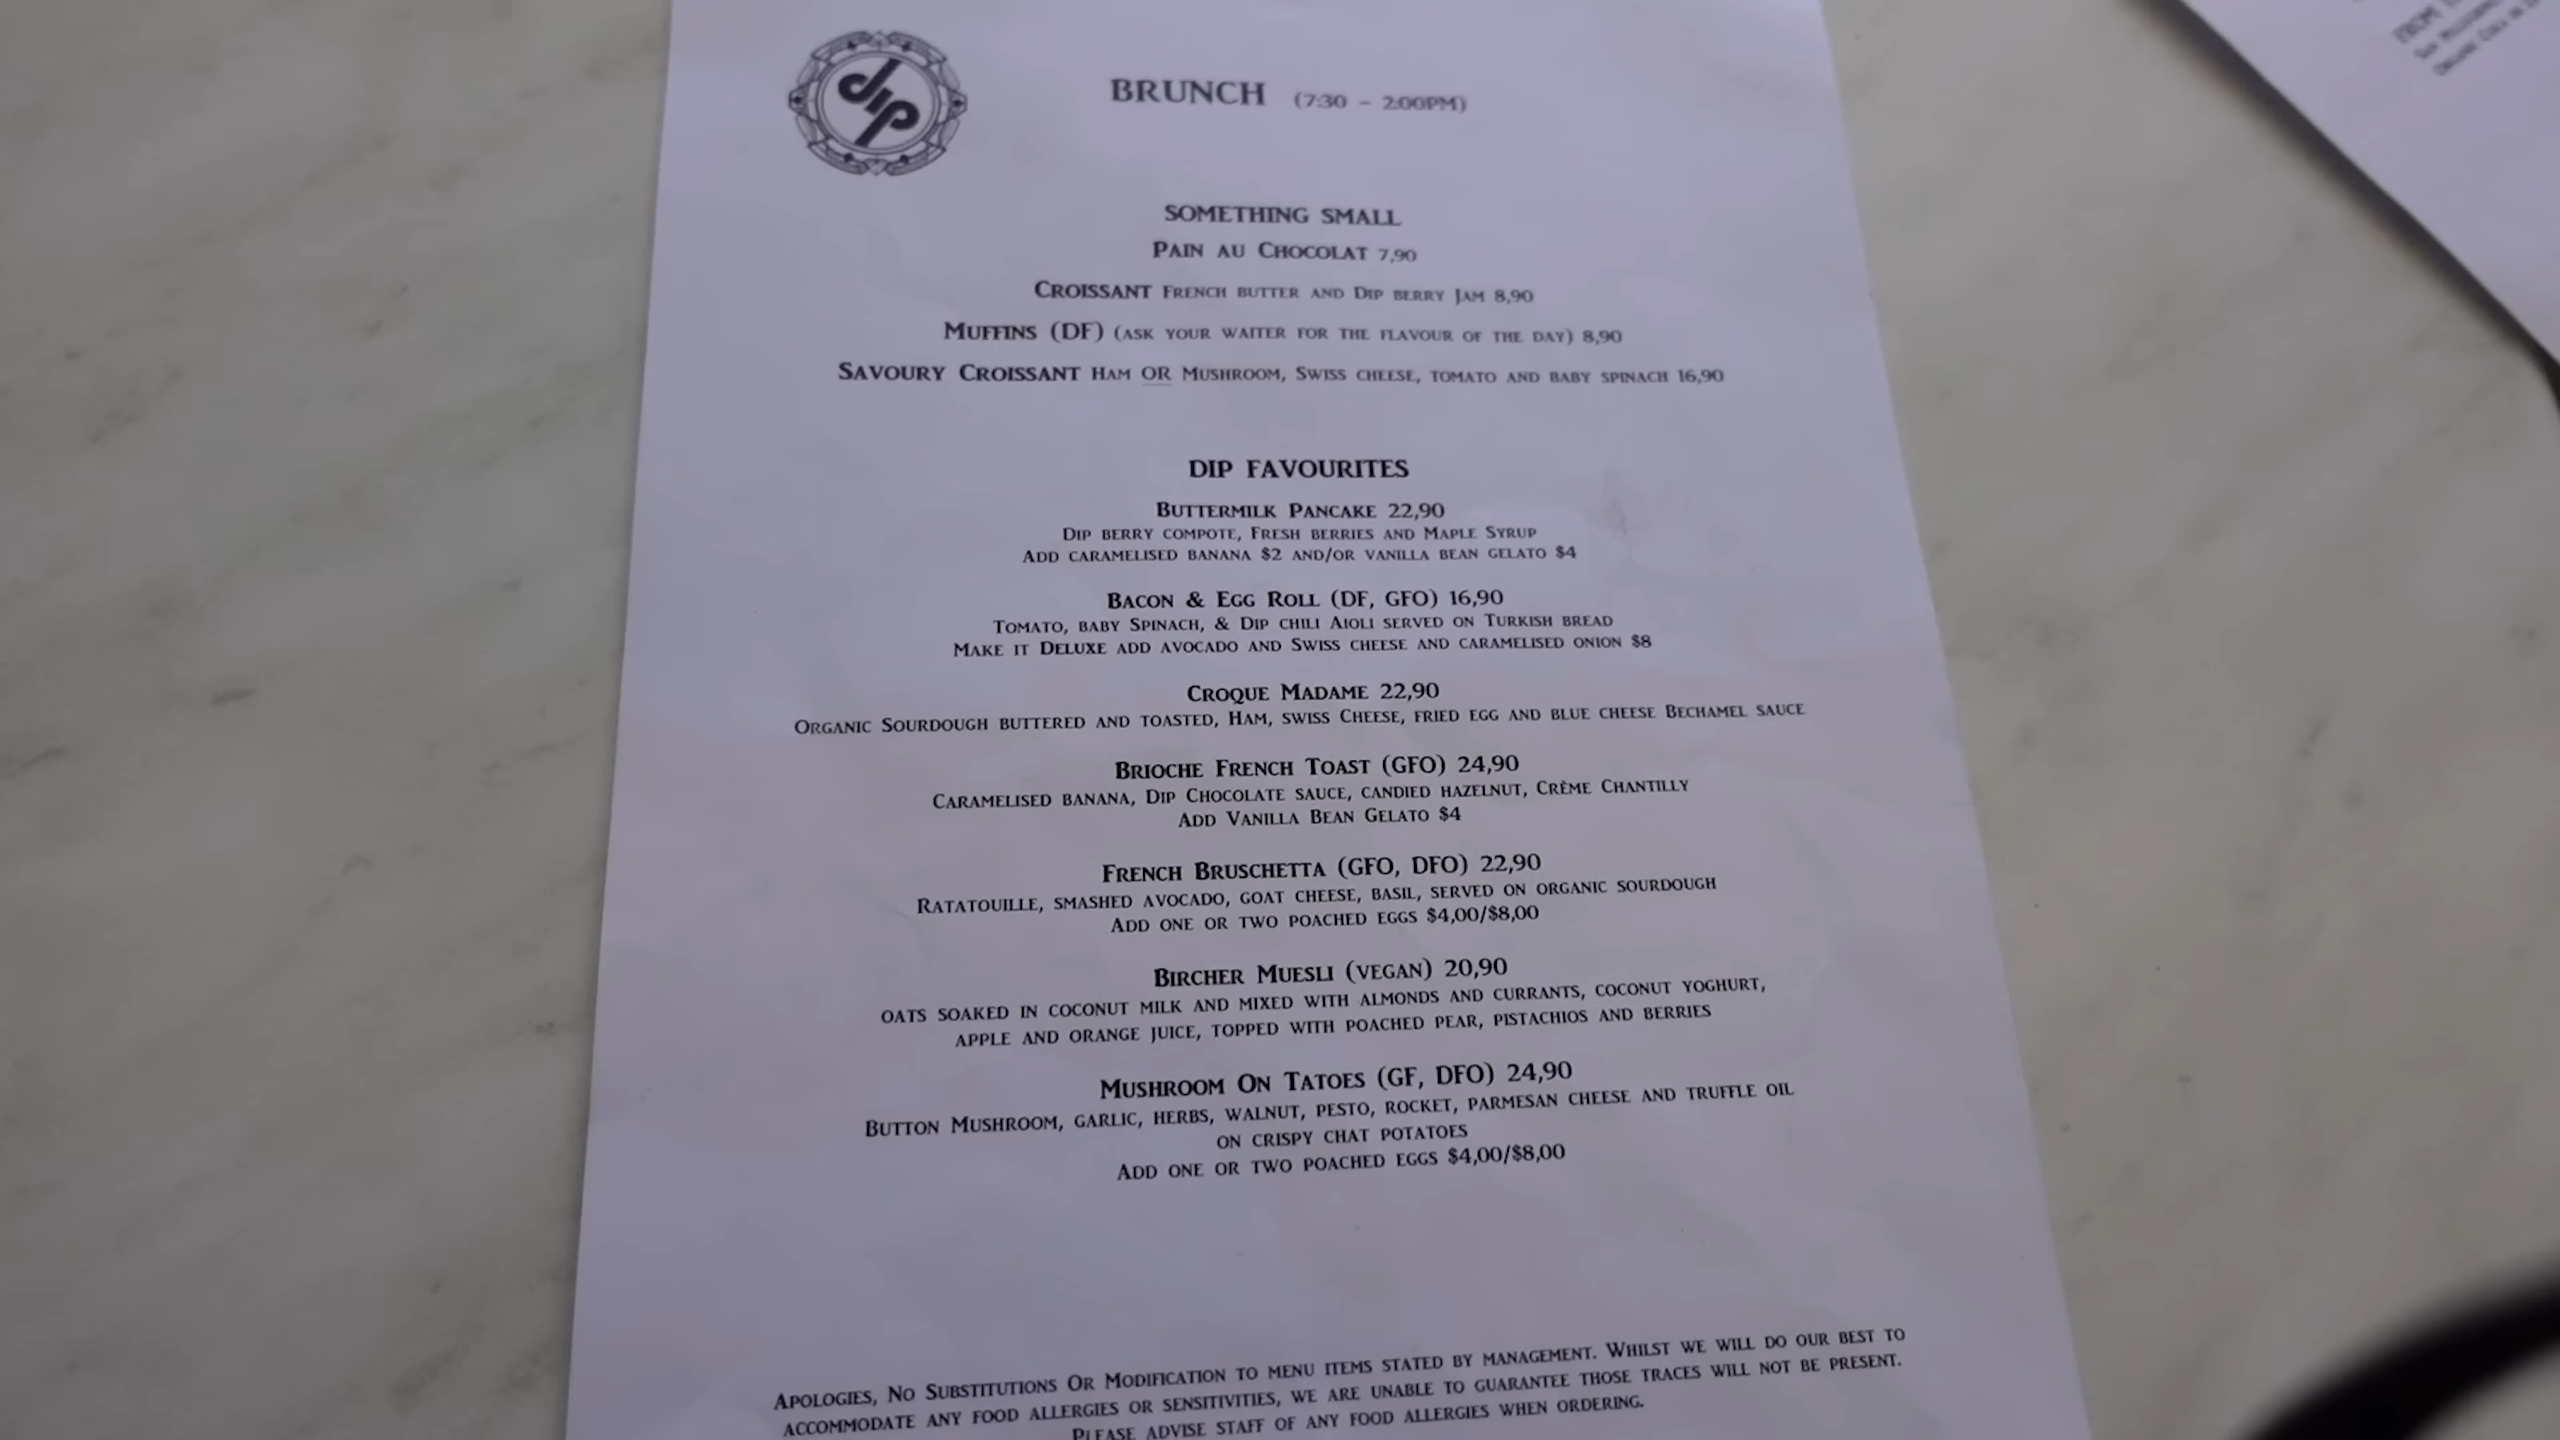 dip
BRUNCH (7:30 – 2:00PM)
SOMETHING SMALL
PAIN AU CHOCOLAT 7,90
CROISSANT FRENCH BUTTER AND DIP BERRY JAM 8,90
MUFFINS (DF) (ASK YOUR WAITER FOR THE FLAVOUR OF THE DAY) 8,90
SAVOURY CROISSANT HAM OR MUSHROOM, SWISS CHEESE, TOMATO AND BABY SPINACH 16,90
DIP FAVOURITES
BUTTERMILK PANCAKE 22,90
DIP BERRY COMPOTE, FRESH BERRIES AND MAPLE SYRUP
ADD CARAMELISED BANANA $2 AND/OR VANILLA BEAN GELATO $4
BACON & EGG ROLL (DF, GFO) 16,90
TOMATO, BABY SPINACH, & DIP CHILI AIOLI SERVED ON TURKISH BREAD
MAKE IT DELUXE ADD AVOCADO AND SWISS CHEESE AND CARAMELISED ONION $8
CROQUE MADAME 22,90
ORGANIC SOURDOUGH BUTTERED AND TOASTED, HAM, SWISS CHEESE, FRIED EGG AND BLUE CHEESE BECHAMEL SAUCE
BRIOCHE FRENCH TOAST (GFO) 24,90
CARAMELISED BANANA, DIP CHOCOLATE SAUCE, CANDIED HAZELNUT, CRÈME CHANTILLY
ADD VANILLA BEAN GELATO $4
FRENCH BRUSCHETTA (GFO, DFO) 22,90
RATATOUILLE, SMASHED AVOCADO, GOAT CHEESE, BASIL, SERVED ON ORGANIC SOURDOUGH
ADD ONE OR TWO POACHED EGGS $4,00/$8,00
BIRCHER MUESLI (VEGAN) 20,90
OATS SOAKED IN COCONUT MILK AND MIXED WITH ALMONDS AND CURRANTS, COCONUT YOGHURT,
APPLE AND ORANGE JUICE, TOPPED WITH POACHED PEAR, PISTACHIOS AND BERRIES
MUSHROOM ON TATOES (GF, DFO) 24,90
BUTTON MUSHROOM, GARLIC, HERBS, WALNUT, PESTO, ROCKET, PARMESAN CHEESE AND TRUFFLE OIL
ON CRISPY CHAT POTATOES
ADD ONE OR TWO POACHED EGGS $4,00/$8,00
APOLOGIES, NO SUBSTITUTIONS OR MODIFICATION TO MENU ITEMS STATED BY MANAGEMENT. WHILST WE WILL DO OUR BEST TO
ACCOMMODATE ANY FOOD ALLERGIES OR SENSITIVITIES, WE ARE UNABLE TO GUARANTEE THOSE TRACES WILL NOT BE PRESENT.
PLEASE ADVISE STAFF OF ANY FOOD ALLERGIES WHEN ORDERING.
FROM